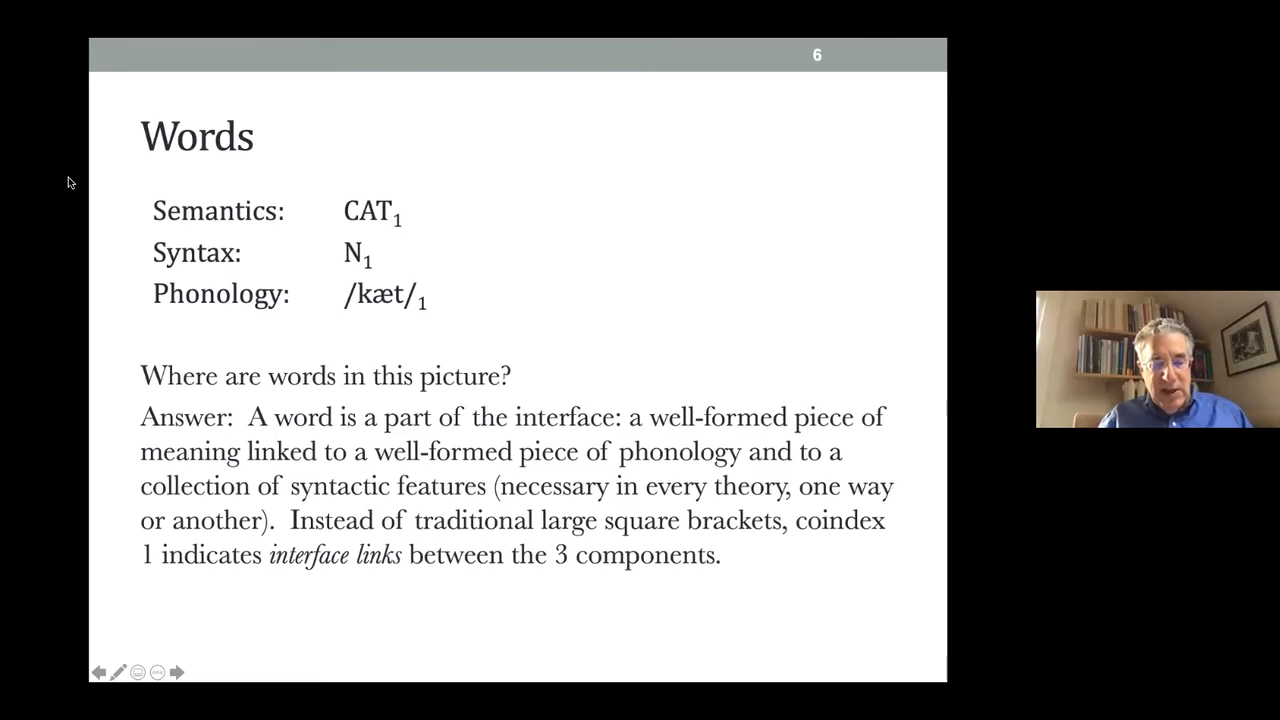 6
Words
Semantics: CAT₁
Syntax: N₁
Phonology: /kæt/₁
Where are words in this picture?
Answer: A word is a part of the interface: a well-formed piece of
meaning linked to a well-formed piece of phonology and to a
collection of syntactic features (necessary in every theory, one way
or another). Instead of traditional large square brackets, coindex
1 indicates interface links between the 3 components.